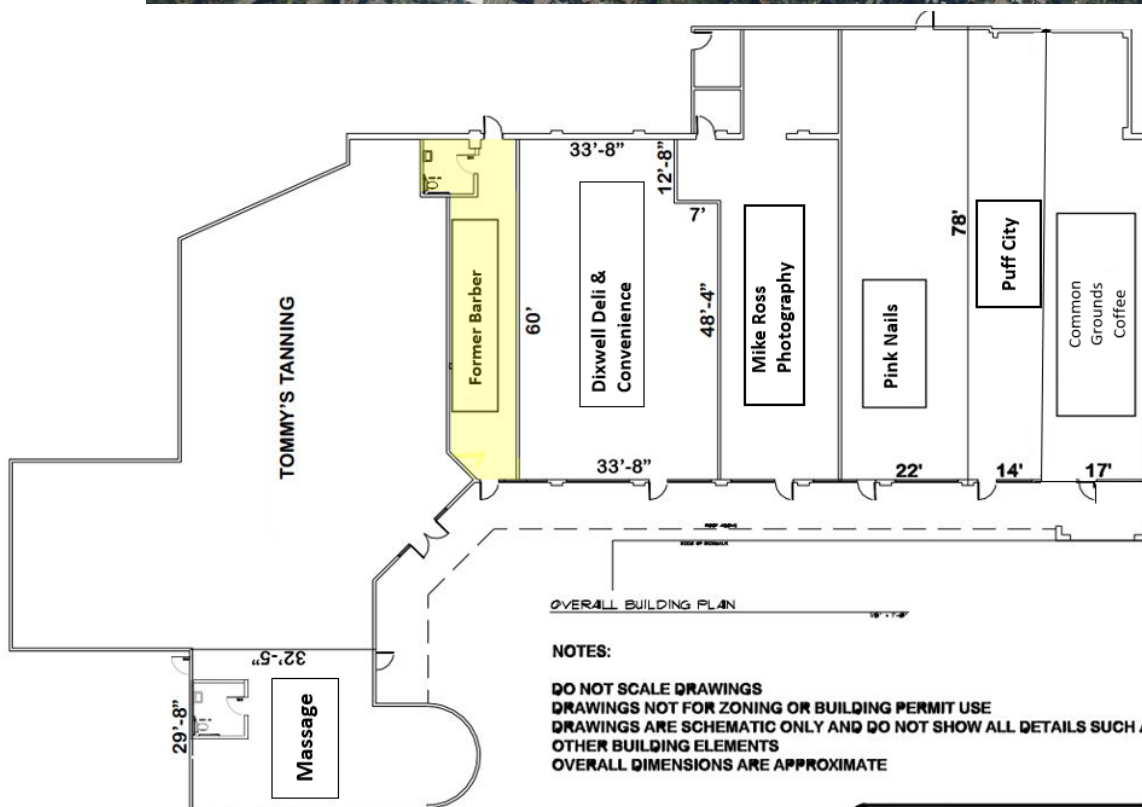 33'-8"
12'-8"
7'
78'
Puff City
Common
Grounds
Coffee
Former Barber
60'
Dixwell Deli &
Convenience
48'-4"
Mike Ross
Photography
Pink Nails
TOMMY'S TANNING
33'-8"
22'
14'
17'
OVERALL BUILDING PLAN
NOTES:
DO NOT SCALE DRAWINGS
DRAWINGS NOT FOR ZONING OR BUILDING PERMIT USE
DRAWINGS ARE SCHEMATIC ONLY AND DO NOT SHOW ALL DETAILS SUCH
OTHER BUILDING ELEMENTS
OVERALL DIMENSIONS ARE APPROXIMATE
32'-5"
29'-8"
Massage